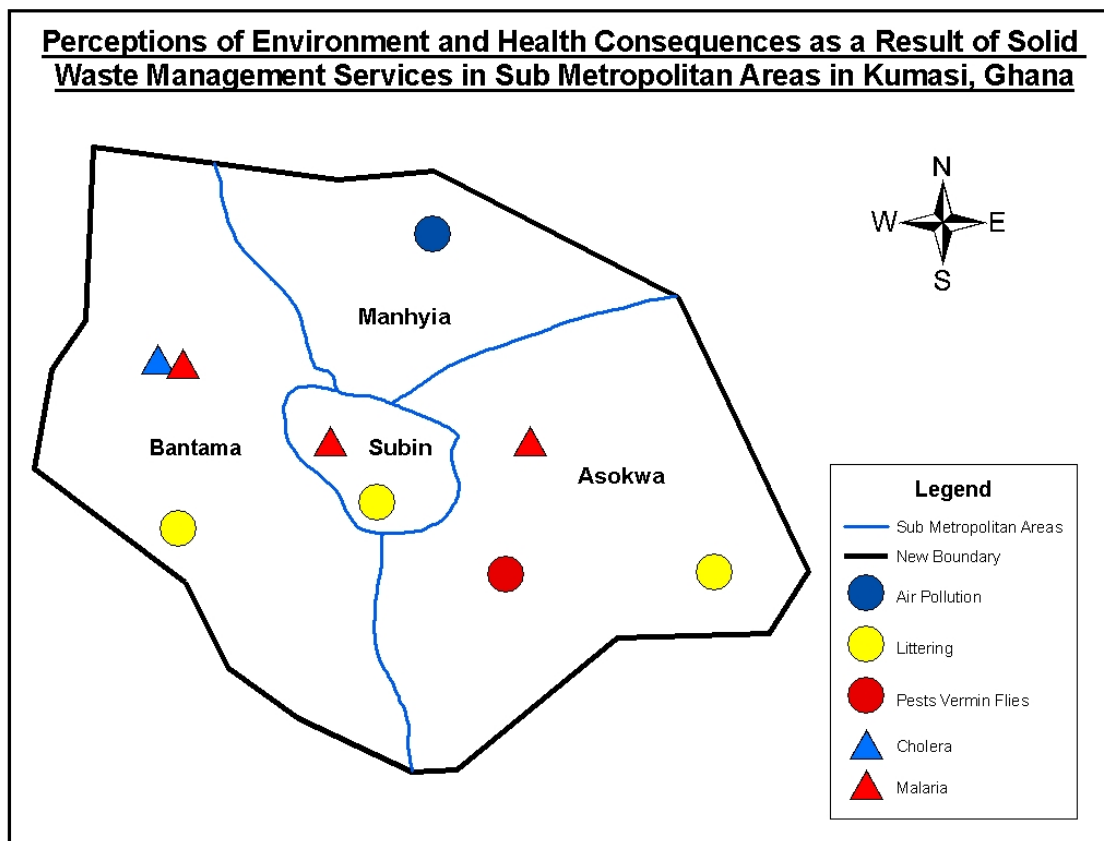 Perceptions of Environment and Health Consequences as a Result of Solid
Waste Management Services in Sub Metropolitan Areas in Kumasi, Ghana
N
W E
S
Manhyia
Bantama
Subin
Asokwa
Legend
Sub Metropolitan Areas
New Boundary
Air Pollution
Littering
Pests Vermin Flies
Cholera
Malaria